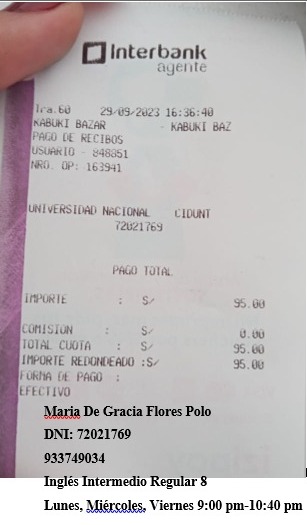 Interbank
agente
Tra.60 29/09/2023 16:36:40
KABUKI BAZAR - KABUKI BAZ
PAGO DE RECIBOS
USUARIO - 848851
NRO. OP: 163941
UNIVERSIDAD NACIONAL CIDUNT
72021769
PAGO TOTAL
IMPORTE : S/ 95.00
COMISION : S/ 0.00
TOTAL CUOTA : S/ 95.00
IMPORTE REDONDEADO :S/ 95.00
FORMA DE PAGO :
EFECTIVO
Maria De Gracia Flores Polo
DNI: 72021769
933749034
Inglés Intermedio Regular 8
Lunes, Miércoles, Viernes 9:00 pm-10:40 pm